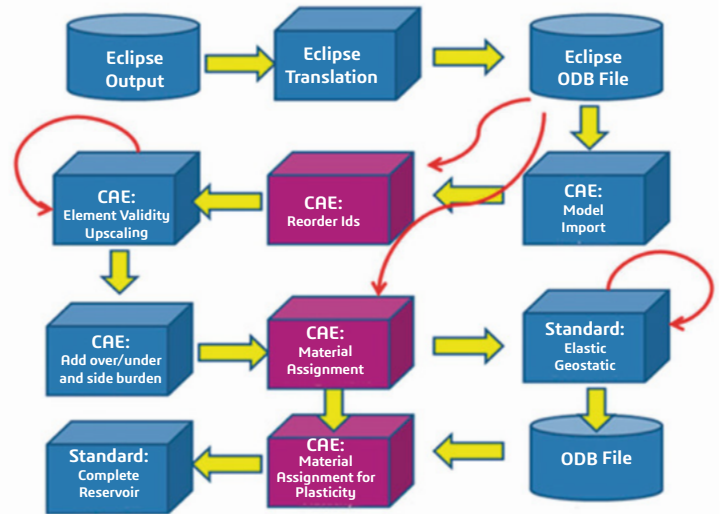 Eclipse
Output
Eclipse
Translation
Eclipse
ODB File
CAE:
Element Validity
Upscaling
CAE:
Reorder Ids
CAE:
Model
Import
CAE:
Add over/under
and side burden
CAE:
Material
Assignment
Standard:
Elastic
Geostatic
Standard:
Complete
Reservoir
CAE:
Material
Assignment for
Plasticity
ODB File